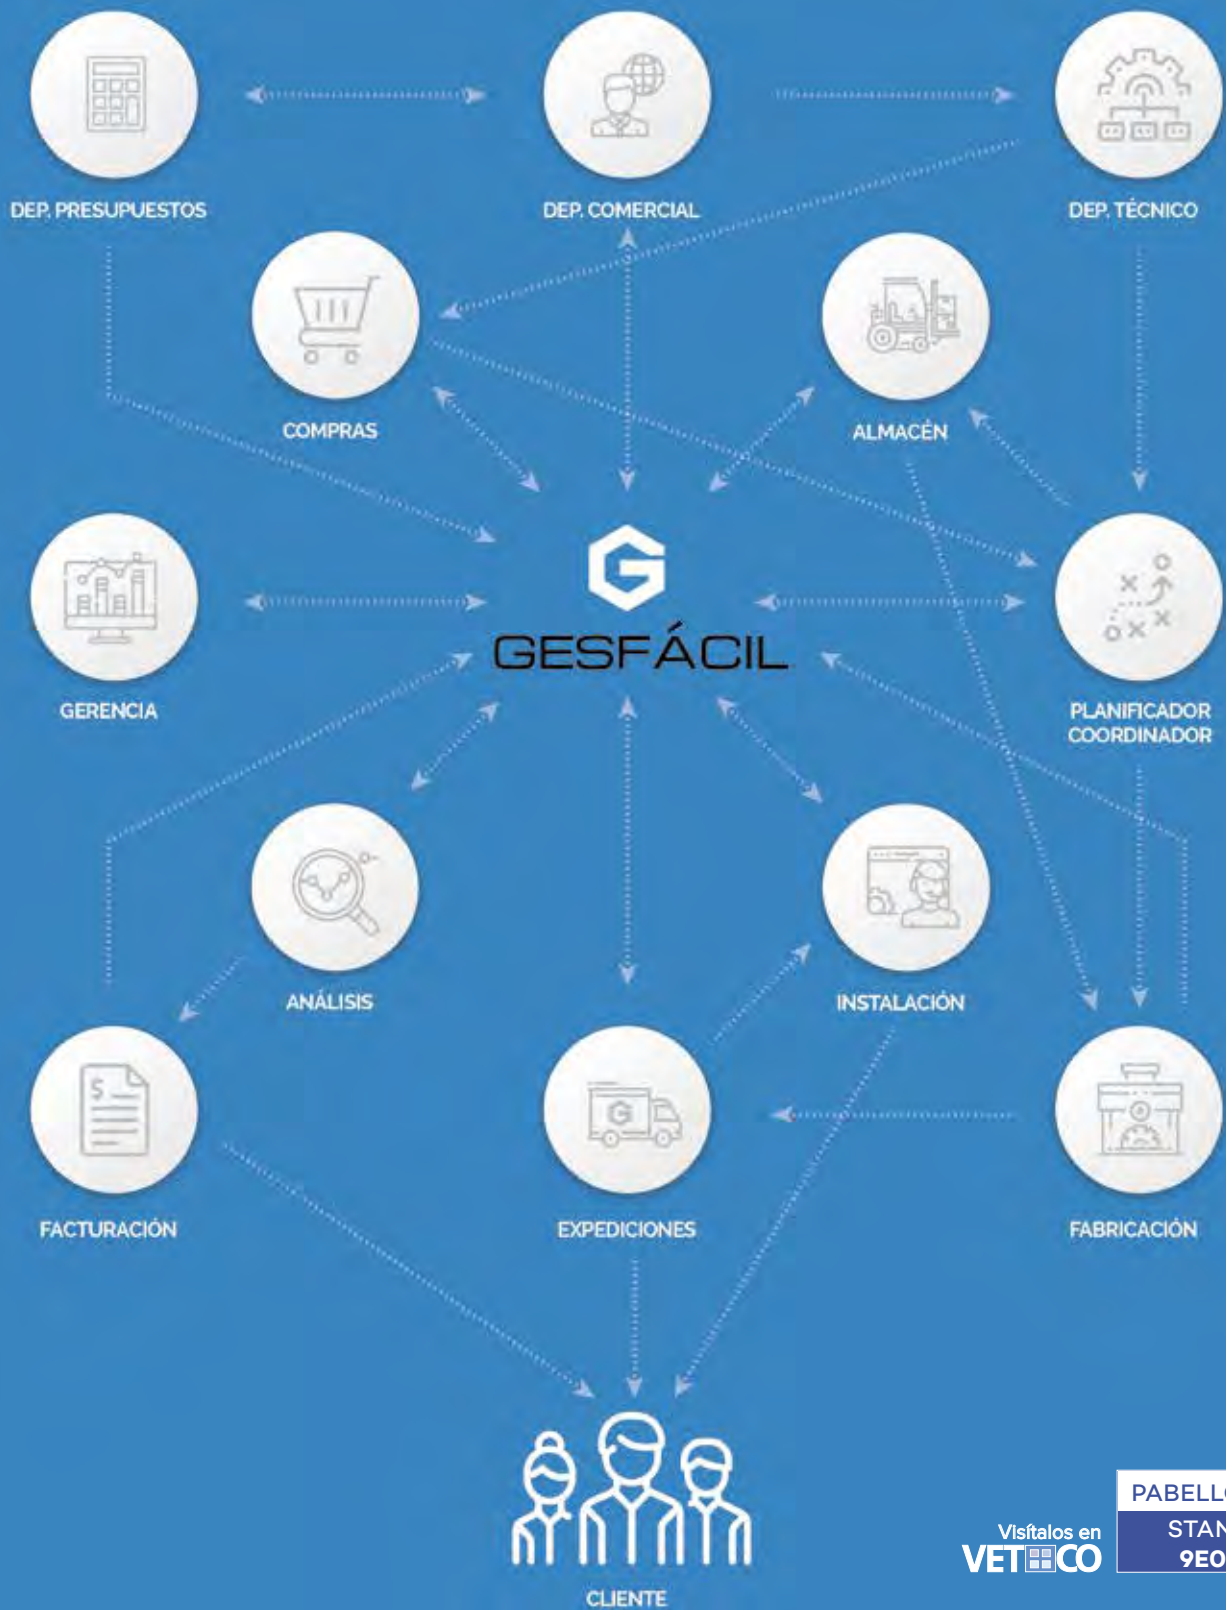 DEP. PRESUPUESTOS
DEP. COMERCIAL
DEP. TÉCNICO
COMPRAS
ALMACÉN
G
GESFÁCIL
GERENCIA
PLANIFICADOR
COORDINADOR
ANÁLISIS
INSTALACIÓN
$
G
FACTURACIÓN
EXPEDICIONES
FABRICACIÓN
CLIENTE
Visítalos en
VETECO